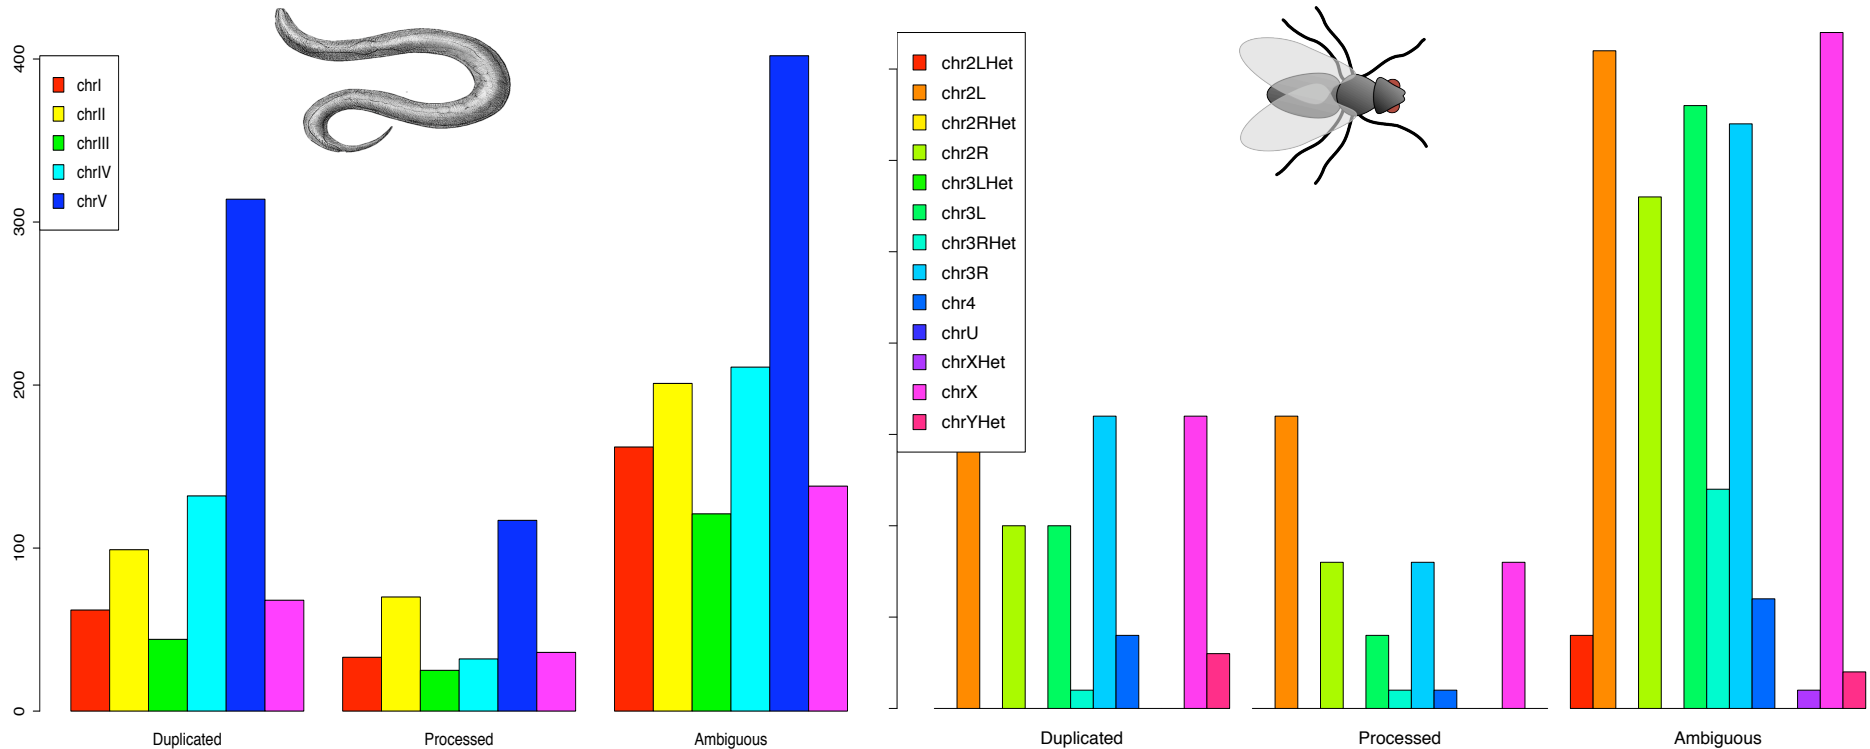 400
300
200
100
0
chrI
chrII
chrIII
chrIV
chrV
Duplicated
Processed
Ambiguous
chr2LHet
chr2L
chr2RHet
chr2R
chr3LHet
chr3L
chr3RHet
chr3R
chr4
chrU
chrXHet
chrX
chrYHet
Duplicated
Processed
Ambiguous